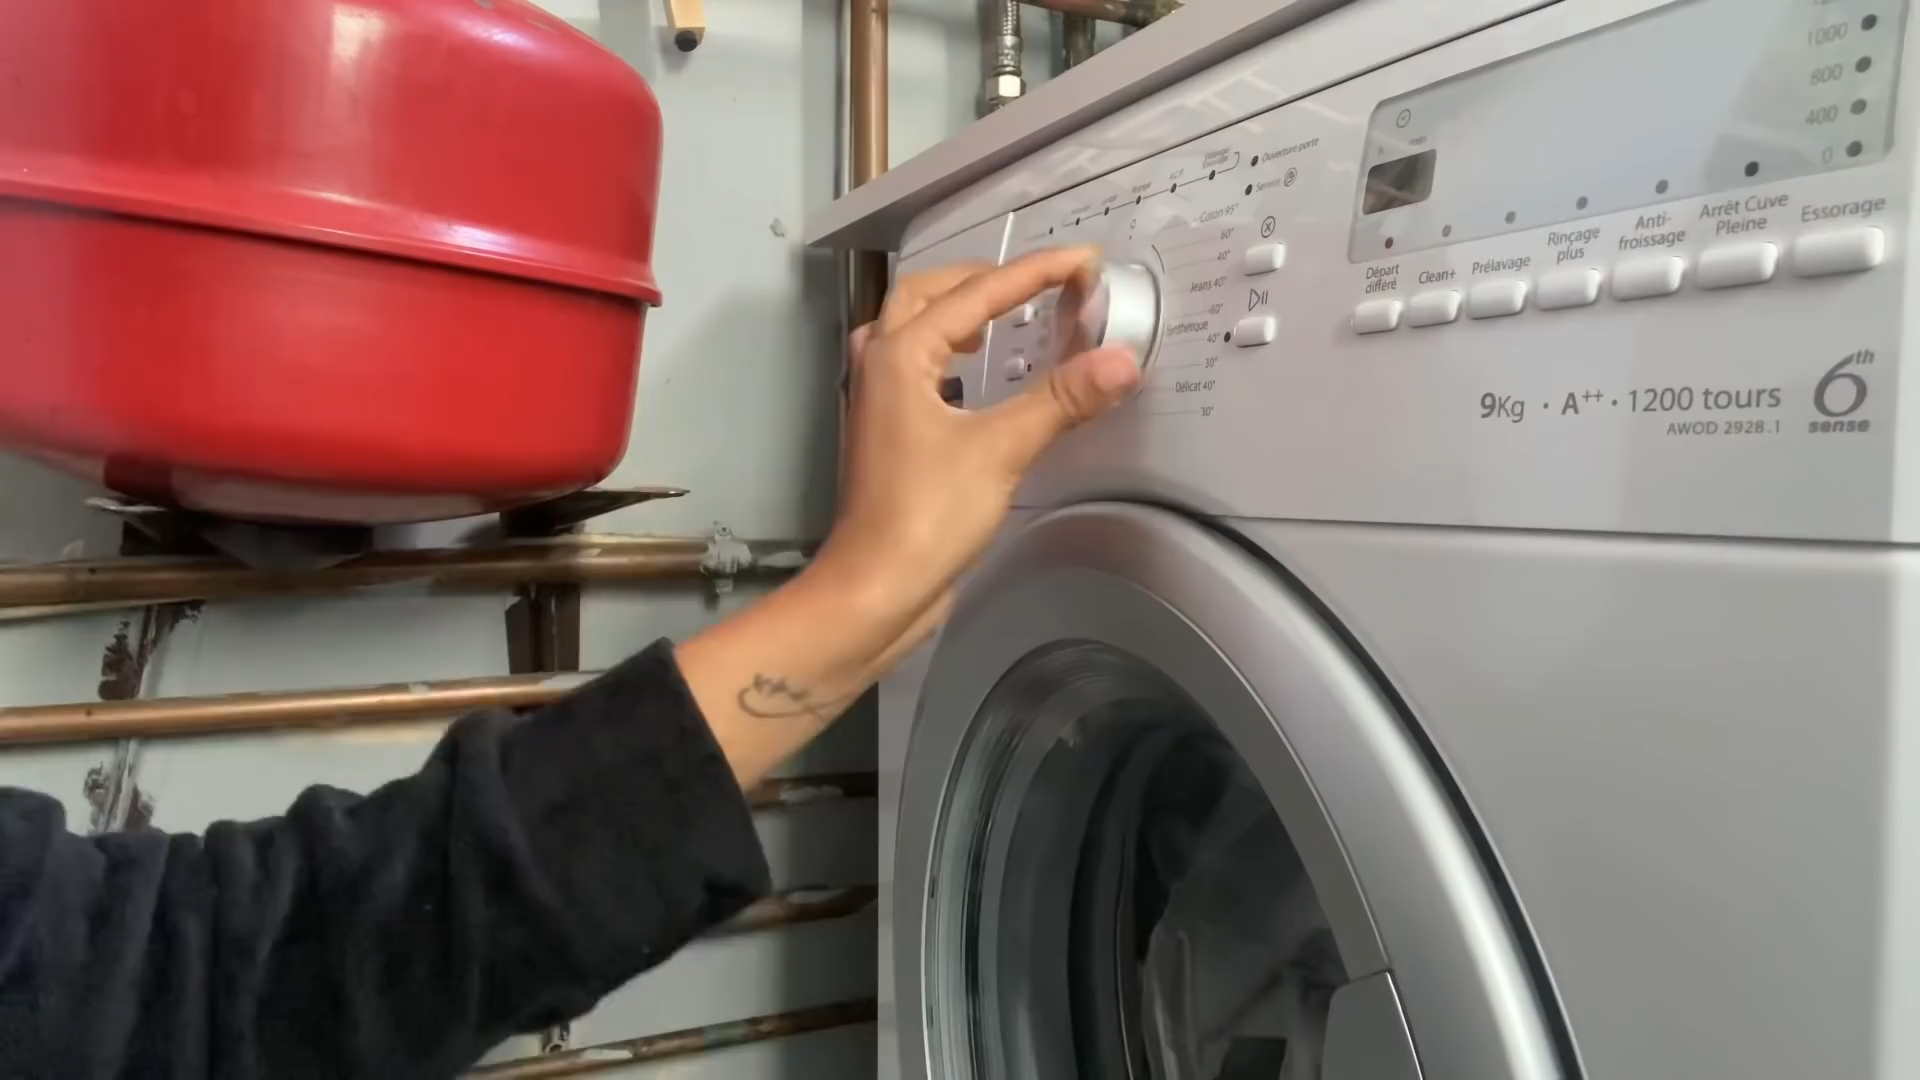 Ouverture porte
Service
Coton 95°
60°
40°
Jeans 40°
60°
Synthétique
40°
30°
Délicat 40°
30°
min
1000
800
400
0
Départ
différé
Clean+
Prélavage
Rinçage
plus
Anti-
froissage
Arrêt Cuve
Pleine
Essorage
9Kg · A++ · 1200 tours
AWOD 2928.1
6th
sense